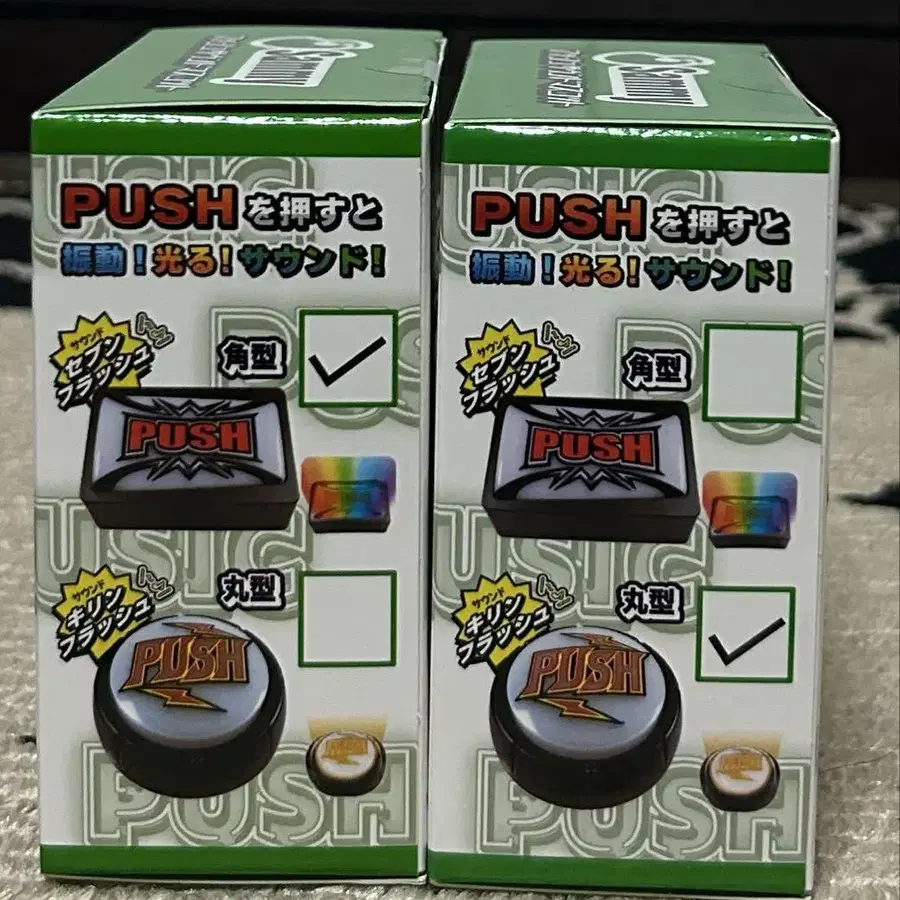 PUSHを押すと
振動!光る!サウンド!
サウンド
セブン
フラッシュ
角型
PUSH
サウンド
キリン
フラッシュ
丸型
PUSH
USIC
PUSH
PUSHを押すと
振動!光る!サウンド!
サウンド
セブン
フラッシュ
角型
PUSH
サウンド
キリン
フラッシュ
丸型
PUSH
USIC
PUSH